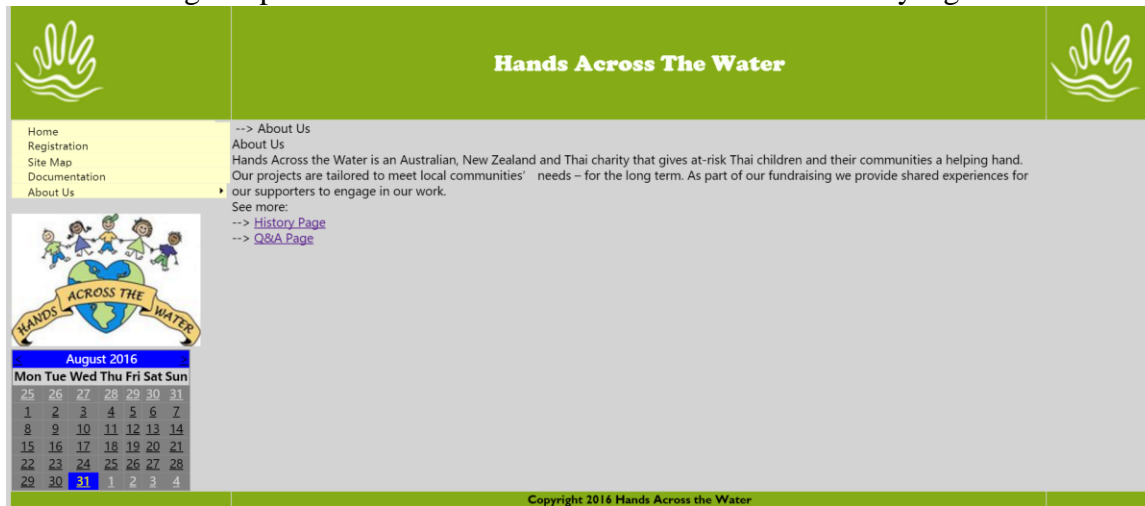 Hands Across The Water
Home
Registration
Site Map
Documentation
About Us
HANDS ACROSS THE WATER
< August 2016 >
Mon Tue Wed Thu Fri Sat Sun
25 26 27 28 29 30 31
1 2 3 4 5 6 7
8 9 10 11 12 13 14
15 16 17 18 19 20 21
22 23 24 25 26 27 28
29 30 31 1 2 3 4
--> About Us
About Us
Hands Across the Water is an Australian, New Zealand and Thai charity that gives at-risk Thai children and their communities a helping hand.
Our projects are tailored to meet local communities’ needs – for the long term. As part of our fundraising we provide shared experiences for
our supporters to engage in our work.
See more:
--> History Page
--> Q&A Page
Copyright 2016 Hands Across the Water